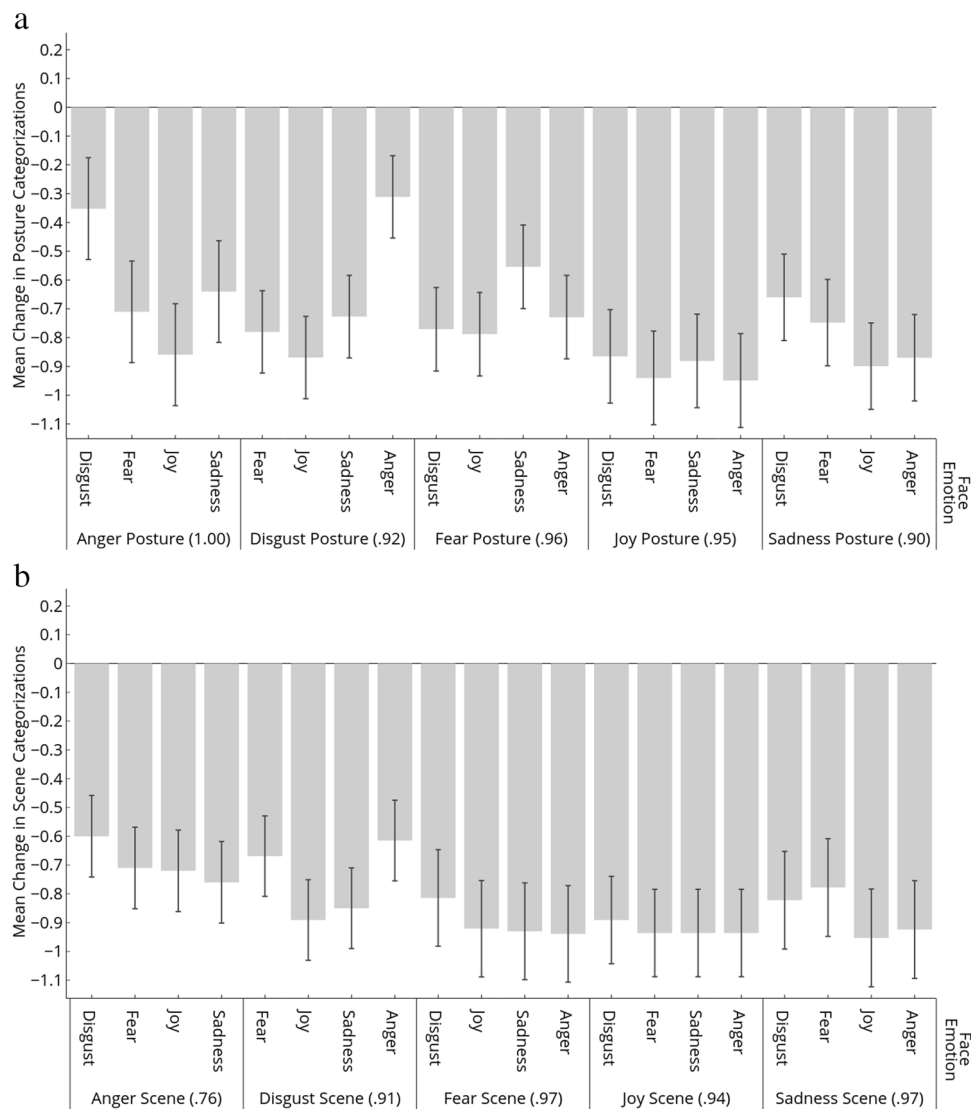 a
Mean Change in Posture Categorizations
0.2
0.1
0
−0.1
−0.2
−0.3
−0.4
−0.5
−0.6
−0.7
−0.8
−0.9
−1
−1.1
Disgust Fear Joy Sadness Fear Joy Sadness Anger Disgust Joy Sadness Anger Disgust Fear Sadness Anger Disgust Fear Joy Anger
Face
Emotion
Anger Posture (1.00) Disgust Posture (.92) Fear Posture (.96) Joy Posture (.95) Sadness Posture (.90)
b
Mean Change in Scene Categorizations
0.2
0.1
0
−0.1
−0.2
−0.3
−0.4
−0.5
−0.6
−0.7
−0.8
−0.9
−1
−1.1
Disgust Fear Joy Sadness Fear Joy Sadness Anger Disgust Joy Sadness Anger Disgust Fear Sadness Anger Disgust Fear Joy Anger
Face
Emotion
Anger Scene (.76) Disgust Scene (.91) Fear Scene (.97) Joy Scene (.94) Sadness Scene (.97)